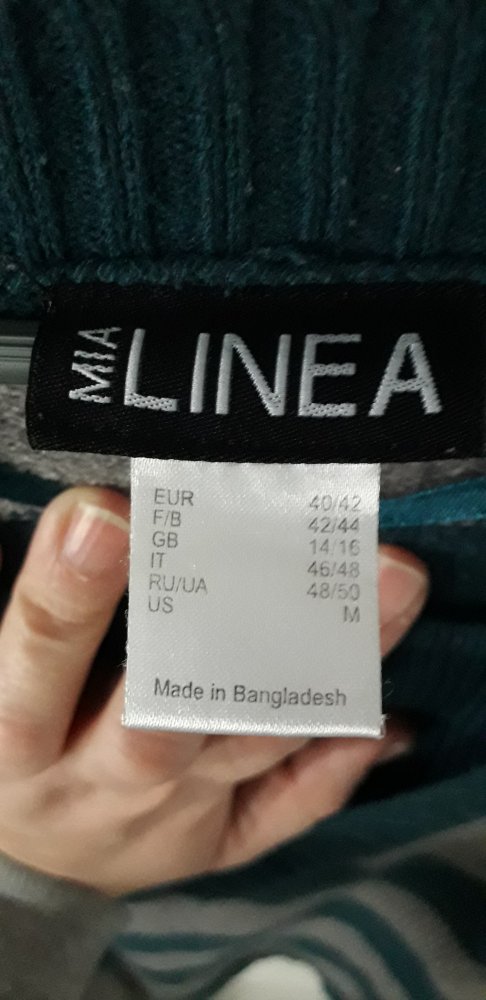 MIA LINEA
EUR 40/42
F/B 42/44
GB 14/16
IT 46/48
RU/UA 48/50
US M
Made in Bangladesh